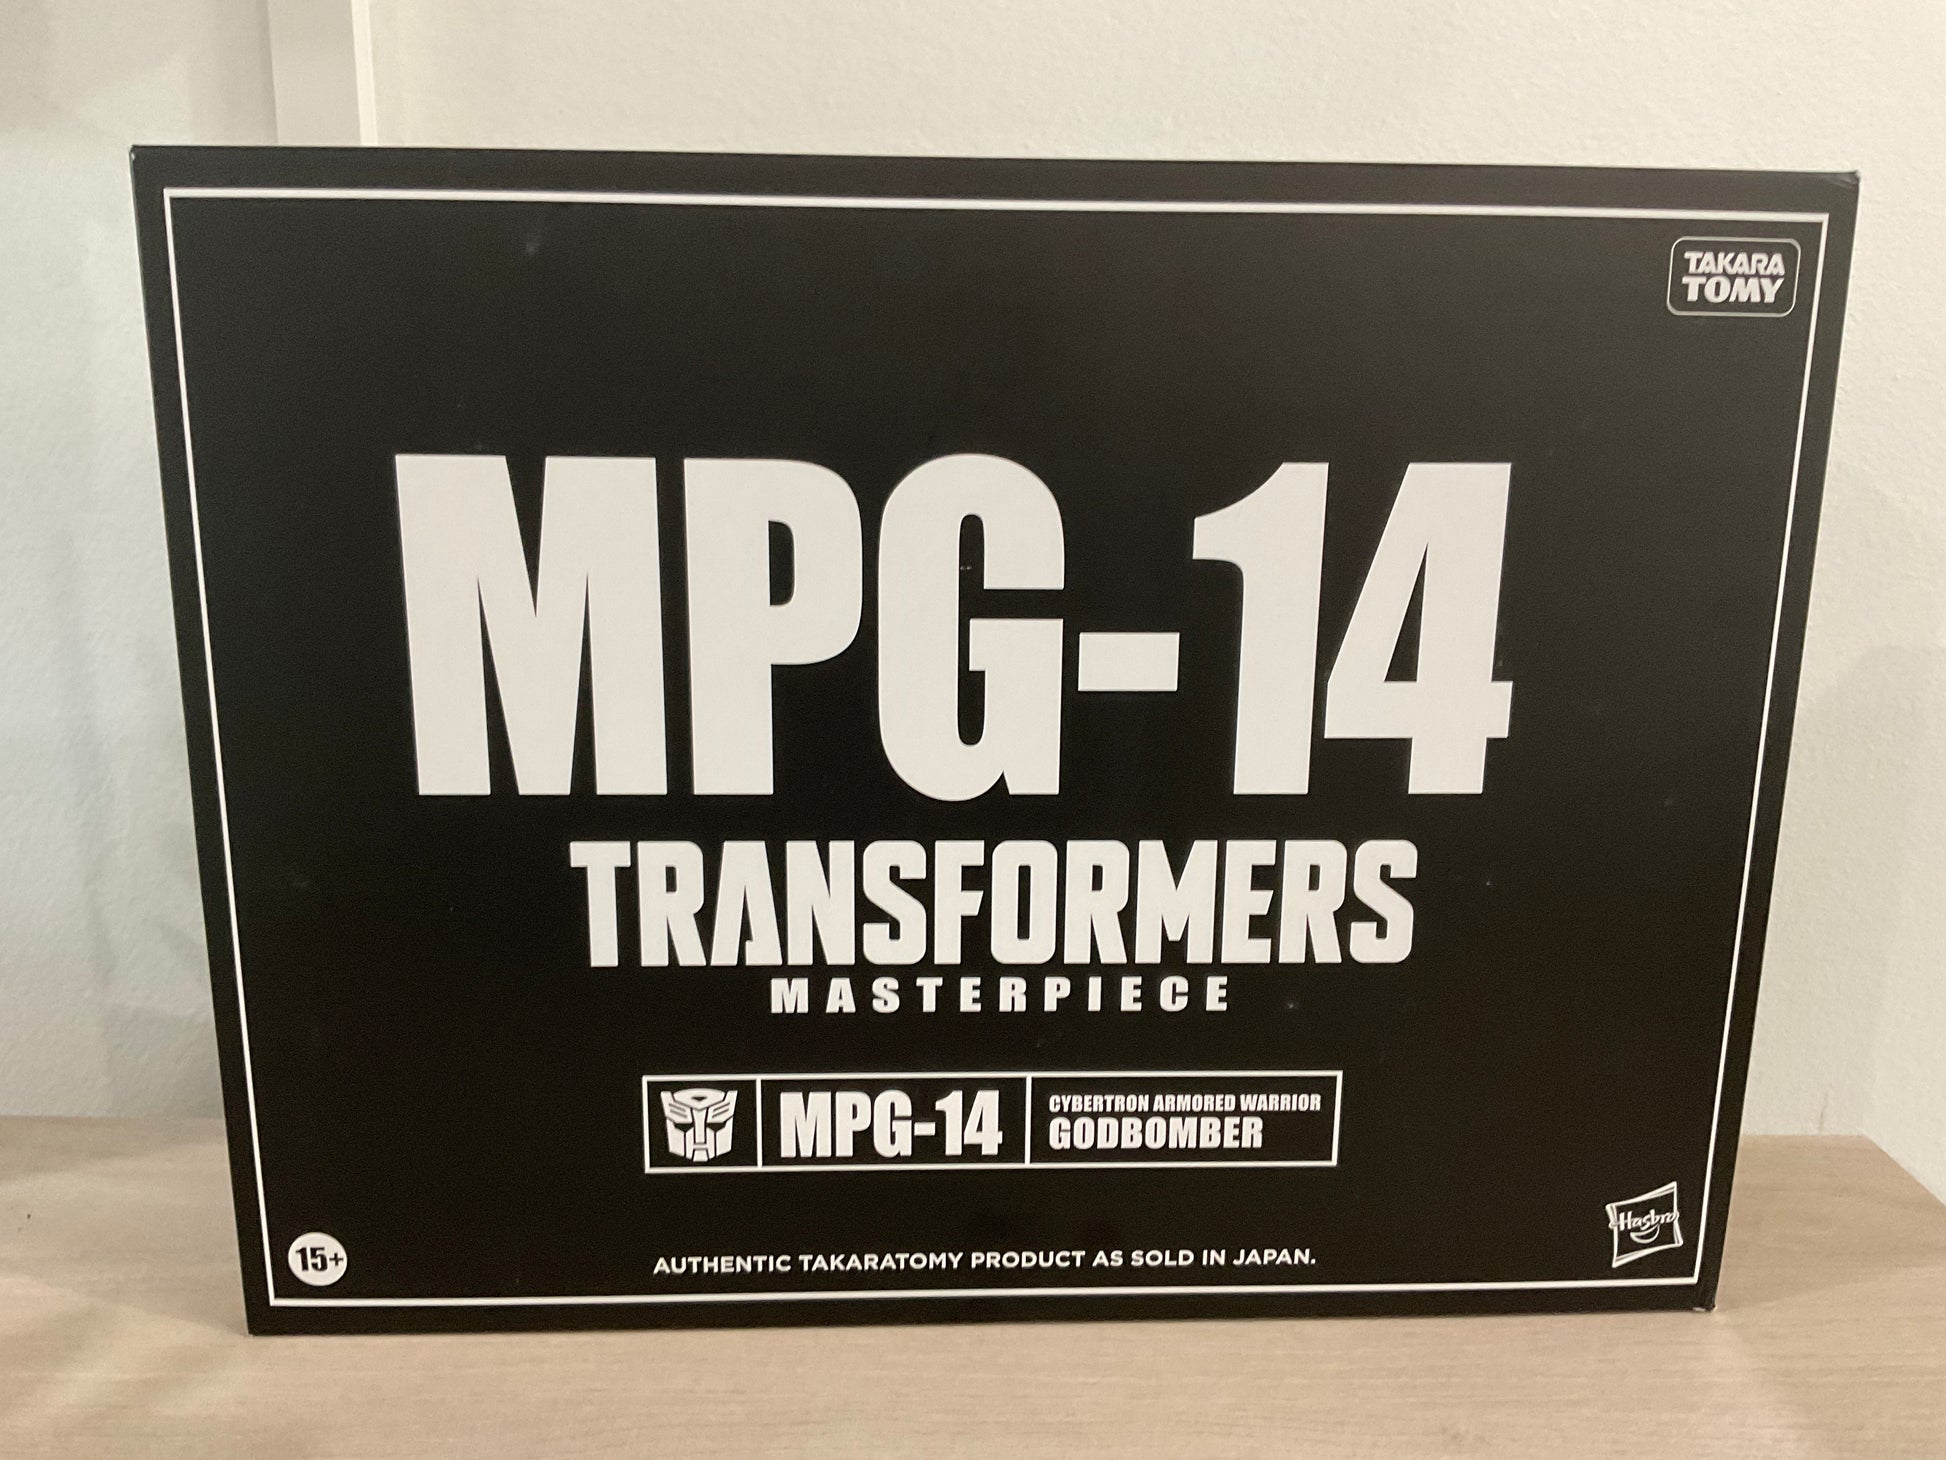 TAKARA
TOMY
MPG-14
TRANSFORMERS
MASTERPIECE
MPG-14
CYBERTRON ARMORED WARRIOR
GODBOMBER
Hasbro
15+
AUTHENTIC TAKARATOMY PRODUCT AS SOLD IN JAPAN.